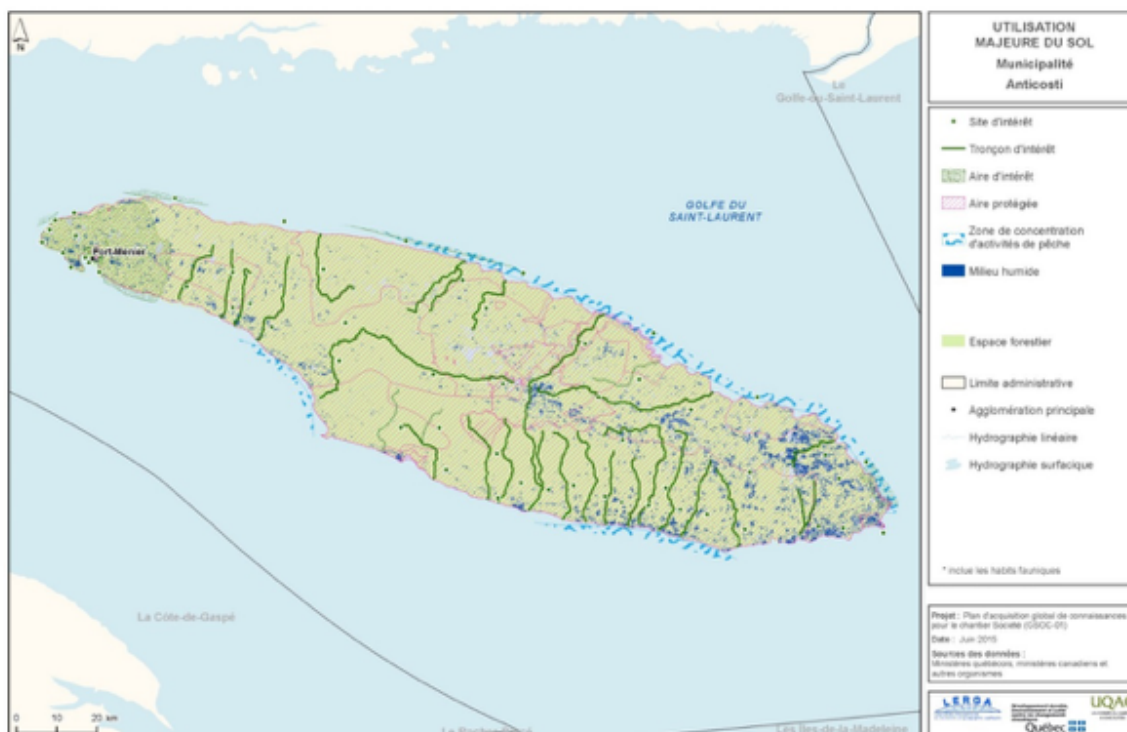 N
Le
Golfe-du-Saint-Laurent
GOLFE DU
SAINT-LAURENT
Port-Menier
La Côte-de-Gaspé
0 10 20 km
Les Îles-de-la-Madeleine
UTILISATION
MAJEURE DU SOL
Municipalité
Anticosti
Site d'intérêt
Tronçon d'intérêt
Aire d'intérêt
Aire protégée
Zone de concentration
d'activités de pêche
Milieu humide
Espace forestier
Limite administrative
Agglomération principale
Hydrographie linéaire
Hydrographie surfacique
* Inclue les habits fauniques
Projet : Plan d'acquisition global de connaissances
pour le chantier Société (GSOC-01)
Date : Juin 2015
Sources des données :
Ministères québécois, ministères canadiens et
autres organismes
LERGA
Québec
UQAC